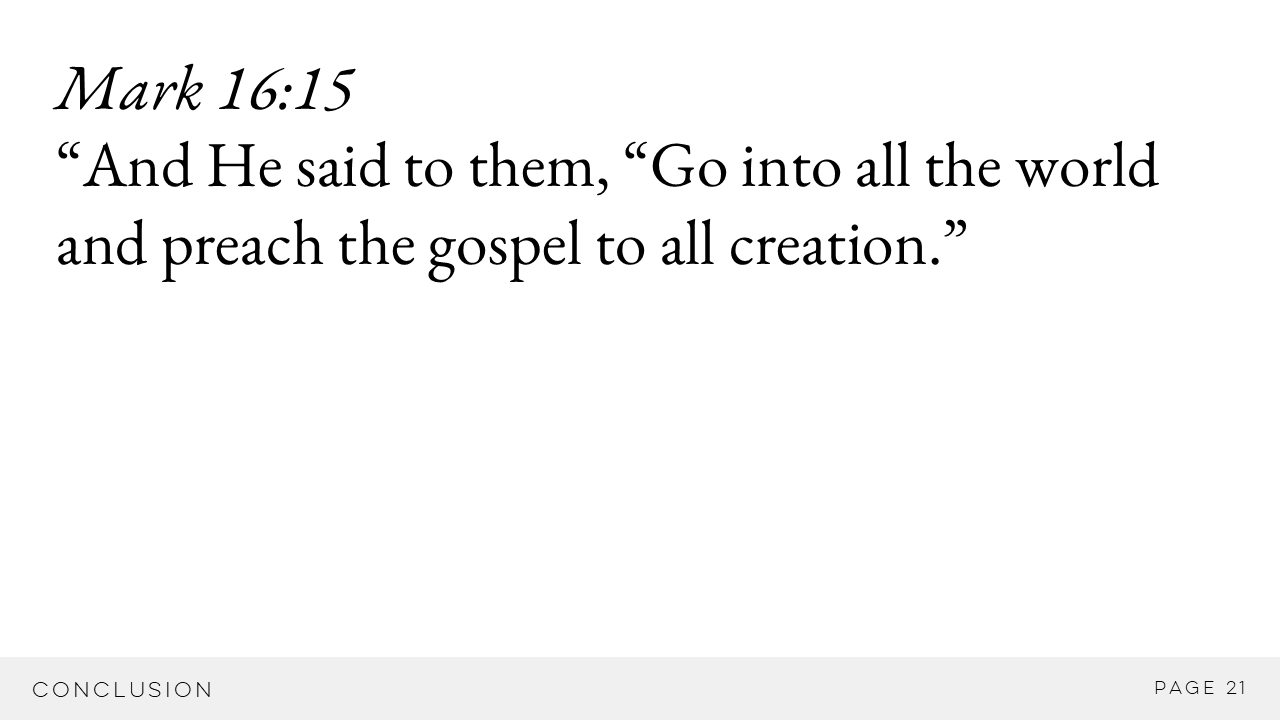 Mark 16:15
“And He said to them, “Go into all the world
and preach the gospel to all creation.”
CONCLUSION
PAGE 21